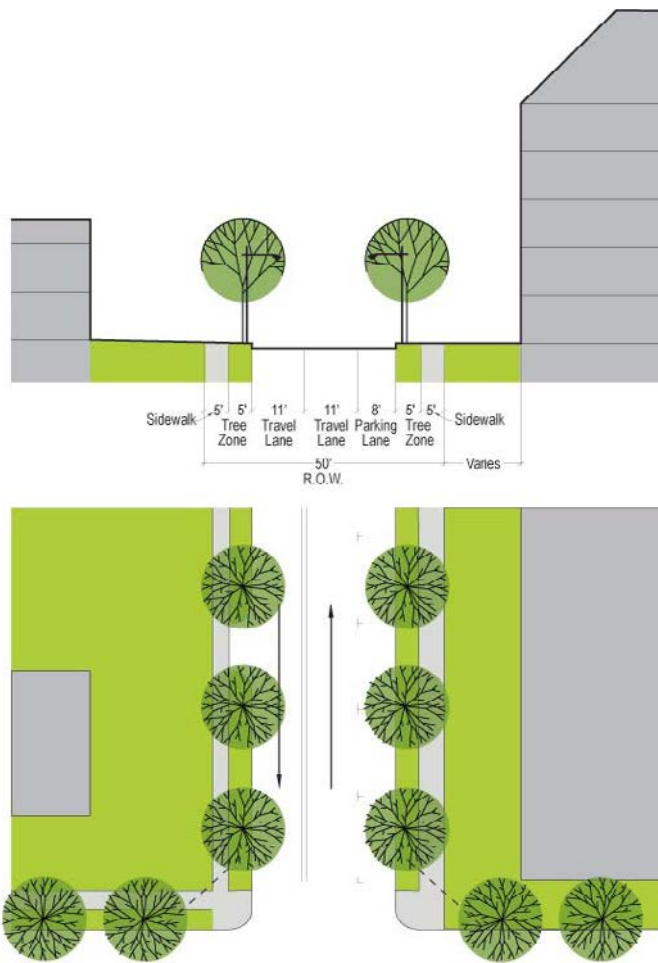 Sidewalk 5' 5' 11' 11' 8' 5' 5' Sidewalk
Tree Travel Travel Parking Tree
Zone Lane Lane Lane Zone
50' Varies
R.O.W.